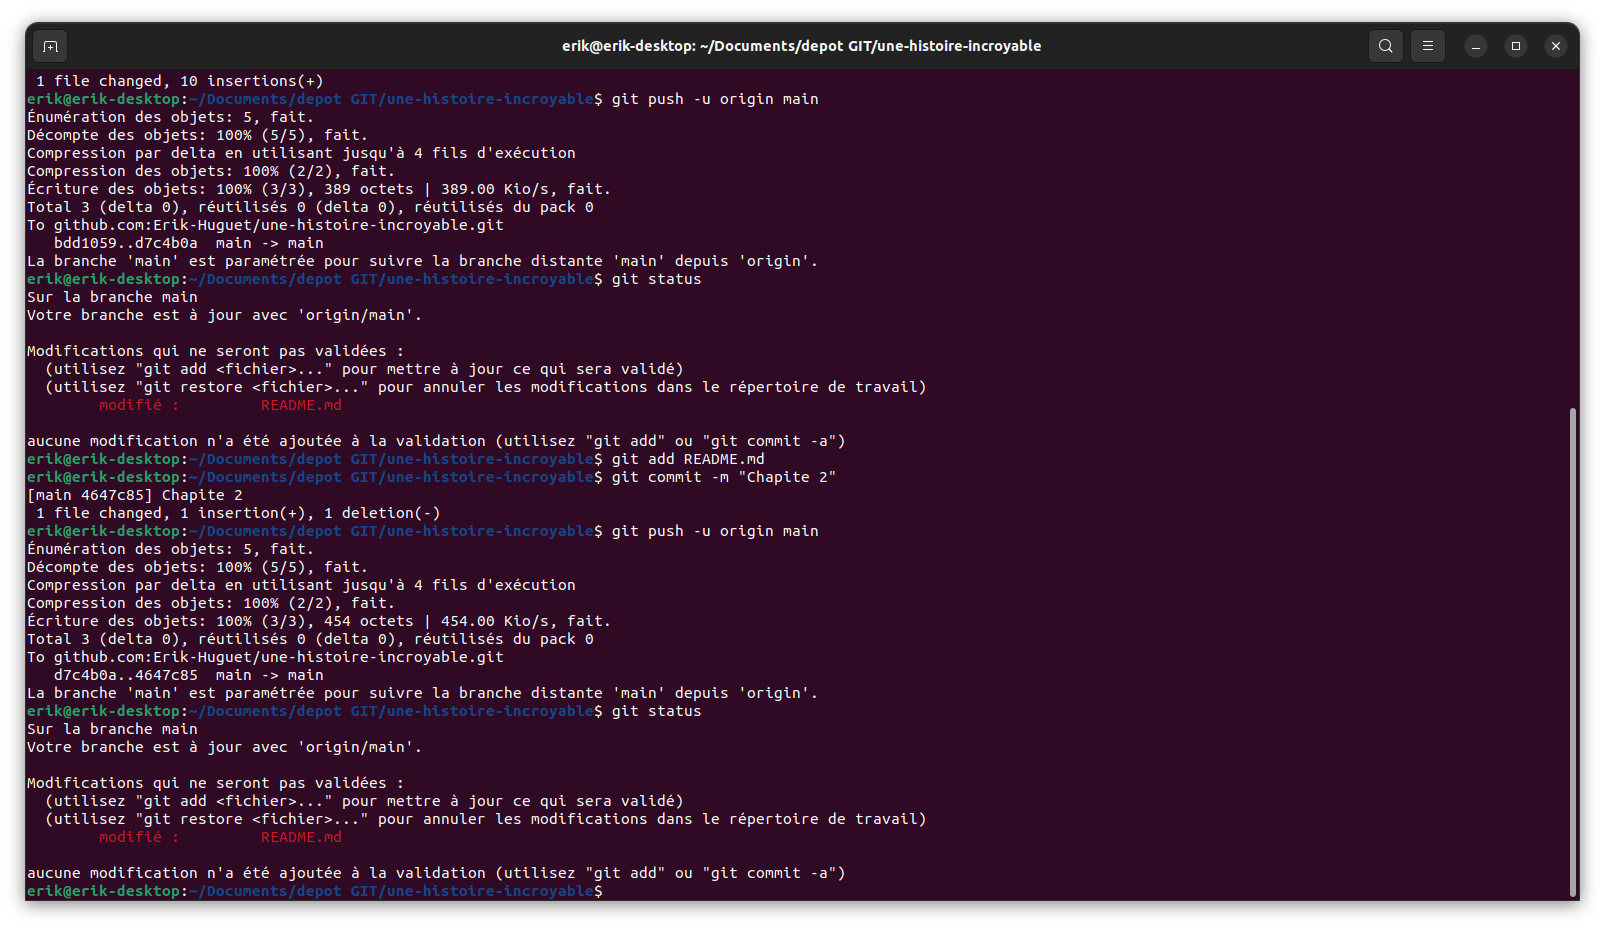 erik@erik-desktop: ~/Documents/depot GIT/une-histoire-incroyable
 1 file changed, 10 insertions(+)
erik@erik-desktop:~/Documents/depot GIT/une-histoire-incroyable$ git push -u origin main
Énumération des objets: 5, fait.
Décompte des objets: 100% (5/5), fait.
Compression par delta en utilisant jusqu'à 4 fils d'exécution
Compression des objets: 100% (2/2), fait.
Écriture des objets: 100% (3/3), 389 octets | 389.00 Kio/s, fait.
Total 3 (delta 0), réutilisés 0 (delta 0), réutilisés du pack 0
To github.com:Erik-Huguet/une-histoire-incroyable.git
   bdd1059..d7c4b0a  main -> main
La branche 'main' est paramétrée pour suivre la branche distante 'main' depuis 'origin'.
erik@erik-desktop:~/Documents/depot GIT/une-histoire-incroyable$ git status
Sur la branche main
Votre branche est à jour avec 'origin/main'.

Modifications qui ne seront pas validées :
  (utilisez "git add <fichier>..." pour mettre à jour ce qui sera validé)
  (utilisez "git restore <fichier>..." pour annuler les modifications dans le répertoire de travail)
        modifié :         README.md

aucune modification n'a été ajoutée à la validation (utilisez "git add" ou "git commit -a")
erik@erik-desktop:~/Documents/depot GIT/une-histoire-incroyable$ git add README.md
erik@erik-desktop:~/Documents/depot GIT/une-histoire-incroyable$ git commit -m "Chapite 2"
[main 4647c85] Chapite 2
 1 file changed, 1 insertion(+), 1 deletion(-)
erik@erik-desktop:~/Documents/depot GIT/une-histoire-incroyable$ git push -u origin main
Énumération des objets: 5, fait.
Décompte des objets: 100% (5/5), fait.
Compression par delta en utilisant jusqu'à 4 fils d'exécution
Compression des objets: 100% (2/2), fait.
Écriture des objets: 100% (3/3), 454 octets | 454.00 Kio/s, fait.
Total 3 (delta 0), réutilisés 0 (delta 0), réutilisés du pack 0
To github.com:Erik-Huguet/une-histoire-incroyable.git
   d7c4b0a..4647c85  main -> main
La branche 'main' est paramétrée pour suivre la branche distante 'main' depuis 'origin'.
erik@erik-desktop:~/Documents/depot GIT/une-histoire-incroyable$ git status
Sur la branche main
Votre branche est à jour avec 'origin/main'.

Modifications qui ne seront pas validées :
  (utilisez "git add <fichier>..." pour mettre à jour ce qui sera validé)
  (utilisez "git restore <fichier>..." pour annuler les modifications dans le répertoire de travail)
        modifié :         README.md

aucune modification n'a été ajoutée à la validation (utilisez "git add" ou "git commit -a")
erik@erik-desktop:~/Documents/depot GIT/une-histoire-incroyable$